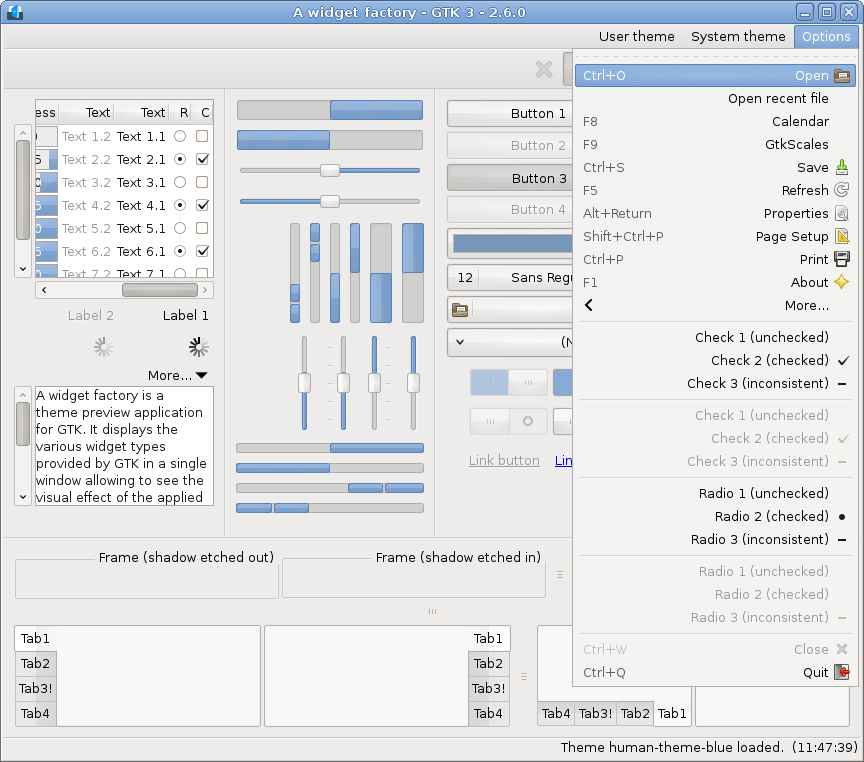 A widget factory - GTK 3 - 2.6.0
User theme System theme Options
ess Text Text R C
Text 1.2 Text 1.1
Text 2.2 Text 2.1
Text 3.2 Text 3.1
Text 4.2 Text 4.1
Text 5.2 Text 5.1
Text 6.2 Text 6.1
Text 7.2 Text 7.1
Label 2 Label 1
More...
A widget factory is a
theme preview application
for GTK. It displays the
various widget types
provided by GTK in a single
window allowing to see the
visual effect of the applied
Button 1
Button 2
Button 3
Button 4
12 Sans Regu
(N
Link button Lin
Ctrl+O Open
Open recent file
F8 Calendar
F9 GtkScales
Ctrl+S Save
F5 Refresh
Alt+Return Properties
Shift+Ctrl+P Page Setup
Ctrl+P Print
F1 About
More...
Check 1 (unchecked)
Check 2 (checked)
Check 3 (inconsistent)
Check 1 (unchecked)
Check 2 (checked)
Check 3 (inconsistent)
Radio 1 (unchecked)
Radio 2 (checked)
Radio 3 (inconsistent)
Radio 1 (unchecked)
Radio 2 (checked)
Radio 3 (inconsistent)
Ctrl+W Close
Ctrl+Q Quit
Frame (shadow etched out) Frame (shadow etched in)
Tab1
Tab2
Tab3!
Tab4
Tab1
Tab2
Tab3!
Tab4
Tab4 Tab3! Tab2 Tab1
Theme human-theme-blue loaded. (11:47:39)